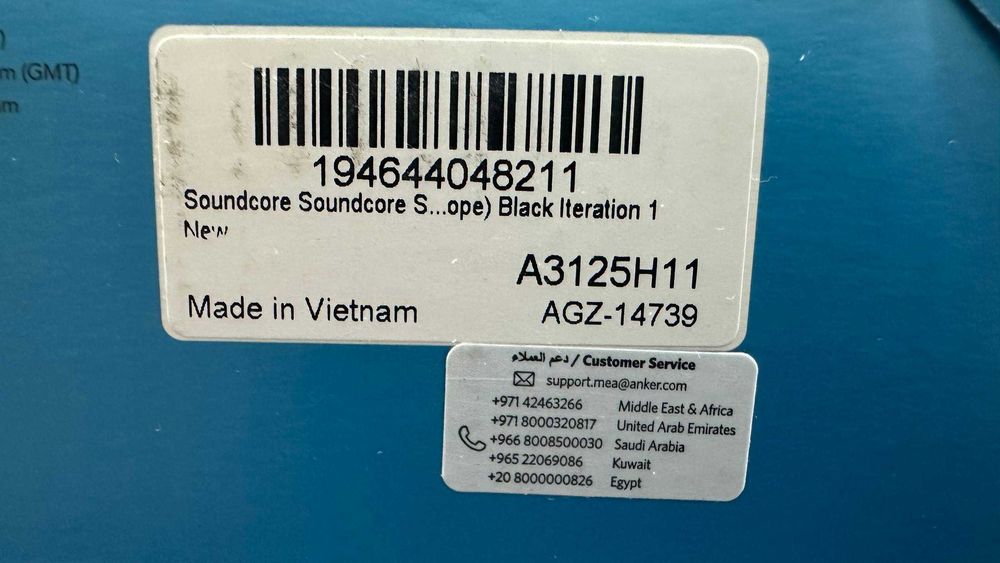 )
m (GMT)
m
194644048211
Soundcore Soundcore S...ope) Black Iteration 1
New
A3125H11
Made in Vietnam
AGZ-14739
دعم العملاء / Customer Service
support.mea@anker.com
+971 42463266 Middle East & Africa
+971 8000320817 United Arab Emirates
+966 8008500030 Saudi Arabia
+965 22069086 Kuwait
+20 8000000826 Egypt